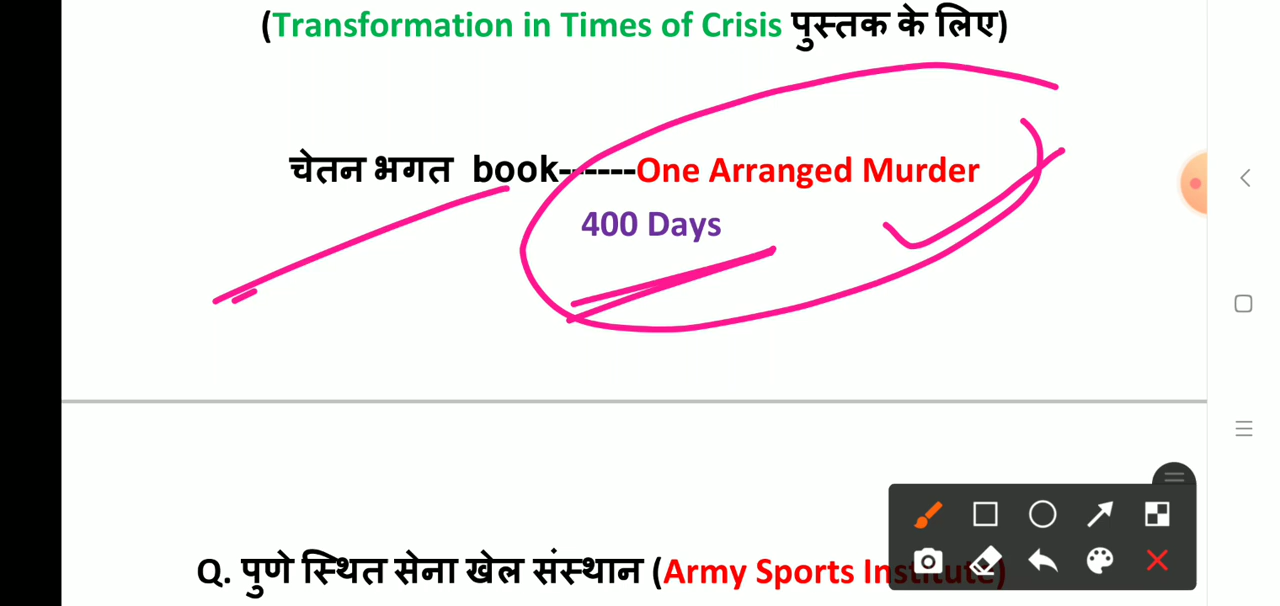 (Transformation in Times of Crisis पुस्तक के लिए)
चेतन भगत book------One Arranged Murder
400 Days
Q. पुणे स्थित सेना खेल संस्थान (Army Sports Institute)